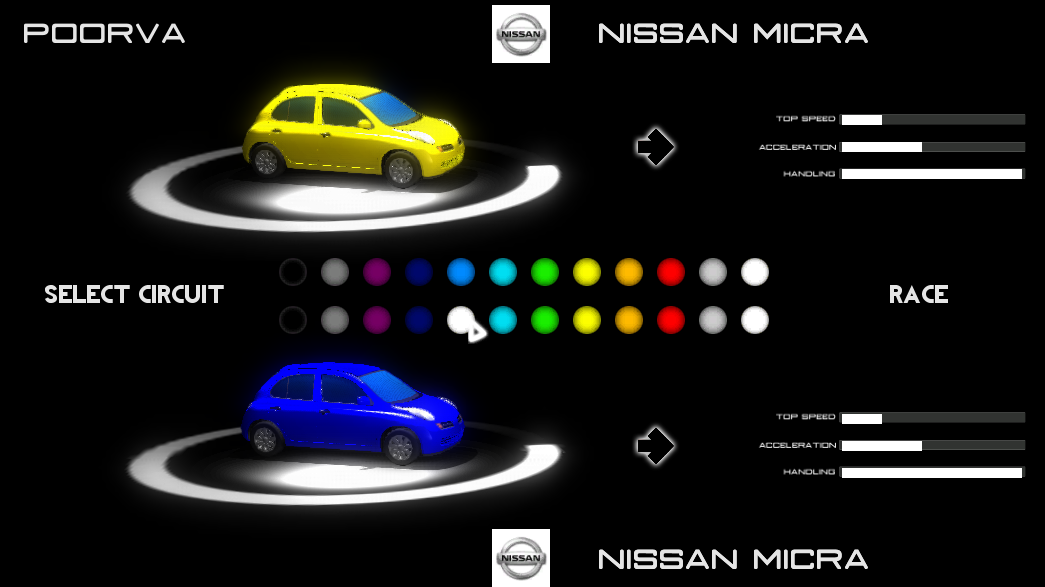 POORVA
NISSAN
NISSAN MICRA
TOP SPEED
ACCELERATION
HANDLING
SELECT CIRCUIT
RACE
TOP SPEED
ACCELERATION
HANDLING
NISSAN
NISSAN MICRA